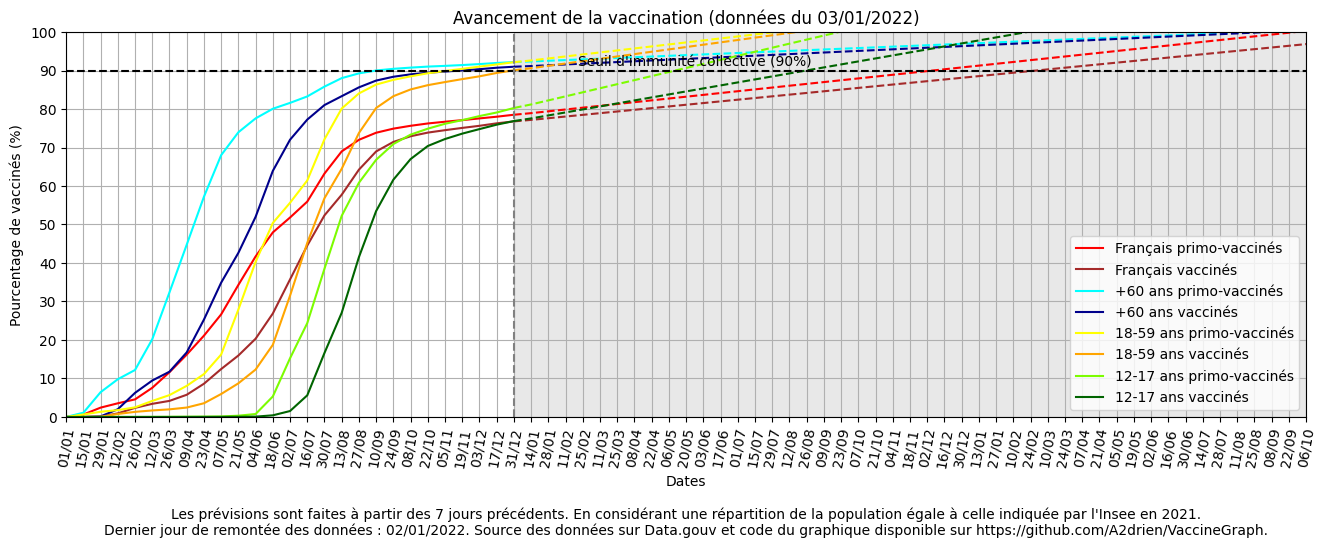 Avancement de la vaccination (données du 03/01/2022)
100
90
80
70
60
50
40
30
20
10
0
Pourcentage de vaccinés (%)
Seuil d'immunité collective (90%)
Français primo-vaccinés
Français vaccinés
+60 ans primo-vaccinés
+60 ans vaccinés
18-59 ans primo-vaccinés
18-59 ans vaccinés
12-17 ans primo-vaccinés
12-17 ans vaccinés
01/01 15/01 29/01 12/02 26/02 12/03 26/03 09/04 23/04 07/05 21/05 04/06 18/06 02/07 16/07 30/07 13/08 27/08 10/09 24/09 08/10 22/10 05/11 19/11 03/12 17/12 31/12 14/01 28/01 11/02 25/02 11/03 25/03 08/04 22/04 06/05 20/05 03/06 17/06 01/07 15/07 29/07 12/08 26/08 09/09 23/09 07/10 21/10 04/11 18/11 02/12 16/12 30/12 13/01 27/01 10/02 24/02 10/03 24/03 07/04 21/04 05/05 19/05 02/06 16/06 30/06 14/07 28/07 11/08 25/08 08/09 22/09 06/10
Dates
Les prévisions sont faites à partir des 7 jours précédents. En considérant une répartition de la population égale à celle indiquée par l'Insee en 2021.
Dernier jour de remontée des données : 02/01/2022. Source des données sur Data.gouv et code du graphique disponible sur https://github.com/A2drien/VaccineGraph.